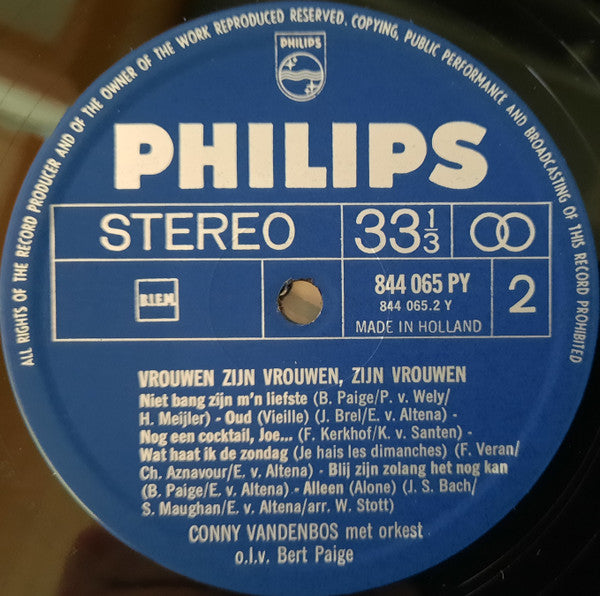 ALL RIGHTS OF THE RECORD PRODUCER AND OF THE OWNER OF THE WORK REPRODUCED RESERVED. COPYING, PUBLIC PERFORMANCE AND BROADCASTING OF THIS RECORD PROHIBITED
PHILIPS
PHILIPS
STEREO 33⅓
B.I.E.M. 844 065 PY 2
844 065.2 Y
MADE IN HOLLAND
VROUWEN ZIJN VROUWEN, ZIJN VROUWEN
Niet bang zijn m'n liefste (B. Paige/P. v. Wely/
H. Meijler) - Oud (Vieille) (J. Brel/E. v. Altena) -
Nog een cocktail, Joe... (F. Kerkhof/K. v. Santen) -
Wat haat ik de zondag (Je hais les dimanches) (F. Veran/
Ch. Aznavour/E. v. Altena) - Blij zijn zolang het nog kan
(B. Paige/E. v. Altena) - Alleen (Alone) (J. S. Bach/
S. Maughan/E. v. Altena/arr. W. Stott)
CONNY VANDENBOS met orkest
o.l.v. Bert Paige